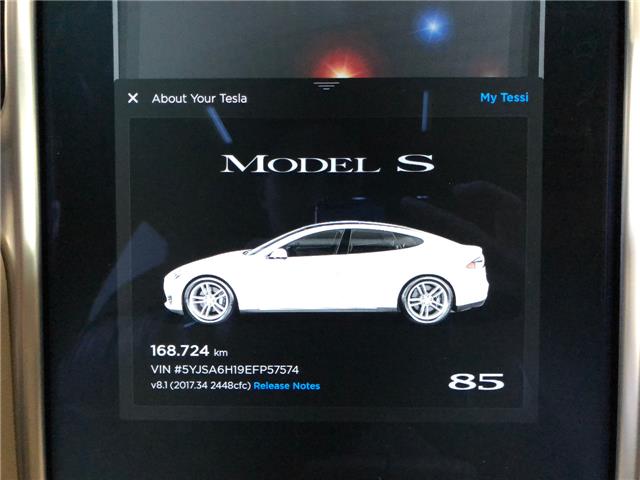 About Your Tesla
My Tessi
MODEL S
168.724 km
VIN #5YJSA6H19EFP57574
v8.1 (2017.34 2448cfc) Release Notes
85